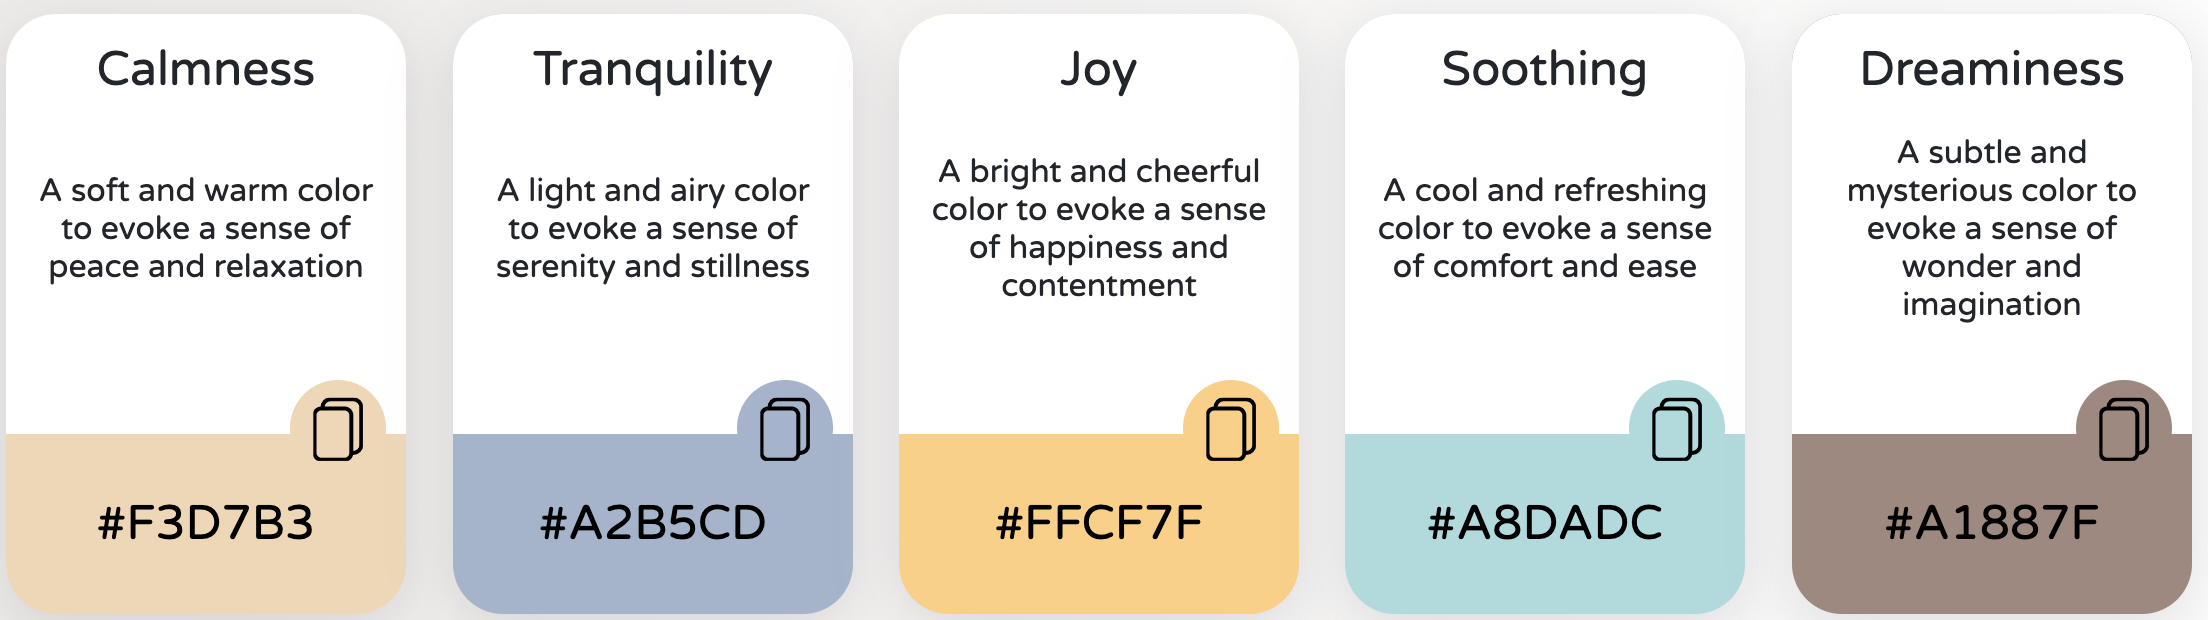 Calmness
A soft and warm color
to evoke a sense of
peace and relaxation
#F3D7B3
Tranquility
A light and airy color
to evoke a sense of
serenity and stillness
#A2B5CD
Joy
A bright and cheerful
color to evoke a sense
of happiness and
contentment
#FFCF7F
Soothing
A cool and refreshing
color to evoke a sense
of comfort and ease
#A8DADC
Dreaminess
A subtle and
mysterious color to
evoke a sense of
wonder and
imagination
#A1887F